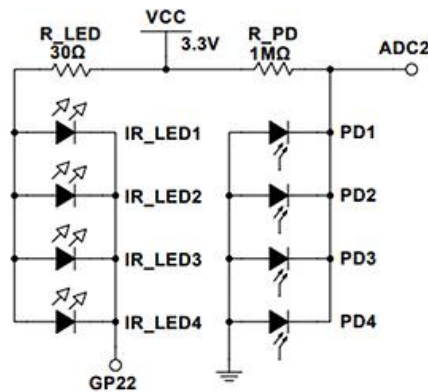 VCC
R_LED
30Ω
3.3V
R_PD
1MΩ
ADC2
IR_LED1
PD1
IR_LED2
PD2
IR_LED3
PD3
IR_LED4
PD4
GP22